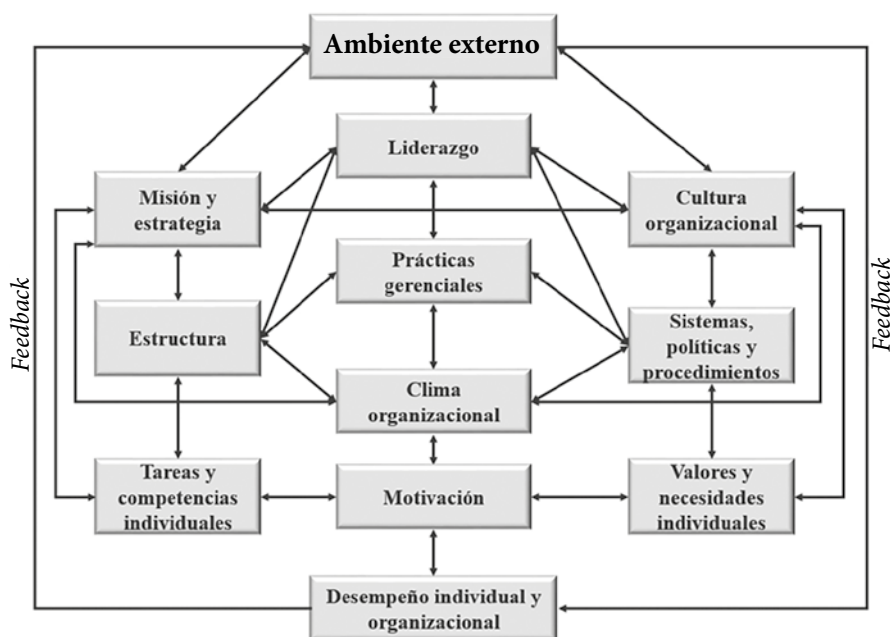 Ambiente externo
Liderazgo
Misión y
estrategia
Cultura
organizacional
Prácticas
gerenciales
Feedback
Feedback
Estructura
Sistemas,
políticas y
procedimientos
Clima
organizacional
Tareas y
competencias
individuales
Motivación
Valores y
necesidades
individuales
Desempeño individual y
organizacional